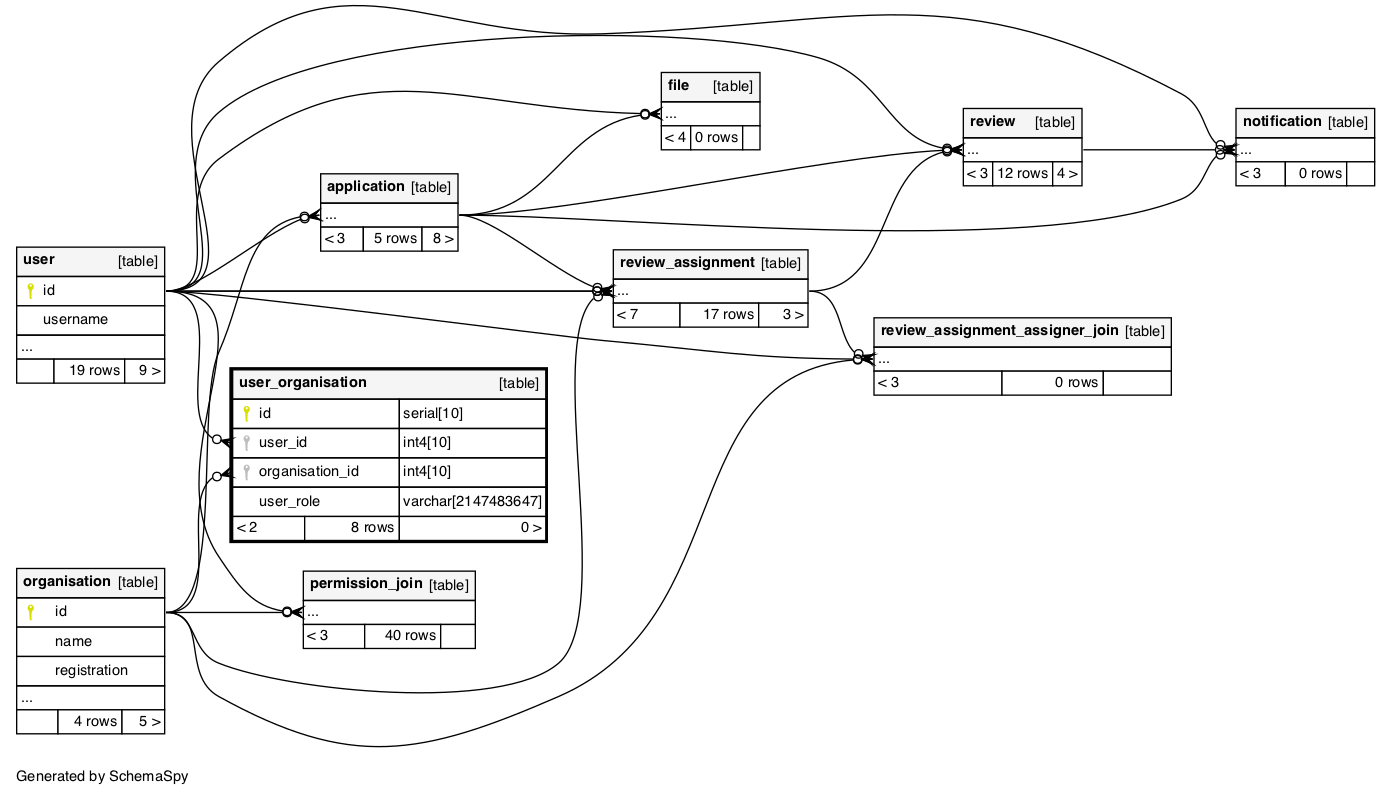 file [table]
...
< 4 0 rows
review [table]
...
< 3 12 rows 4 >
notification [table]
...
< 3 0 rows
application [table]
...
< 3 5 rows 8 >
user [table]
id
username
...
19 rows 9 >
review_assignment [table]
...
< 7 17 rows 3 >
review_assignment_assigner_join [table]
...
< 3 0 rows
user_organisation [table]
id serial[10]
user_id int4[10]
organisation_id int4[10]
user_role varchar[2147483647]
< 2 8 rows 0 >
organisation [table]
id
name
registration
...
4 rows 5 >
permission_join [table]
...
< 3 40 rows
Generated by SchemaSpy